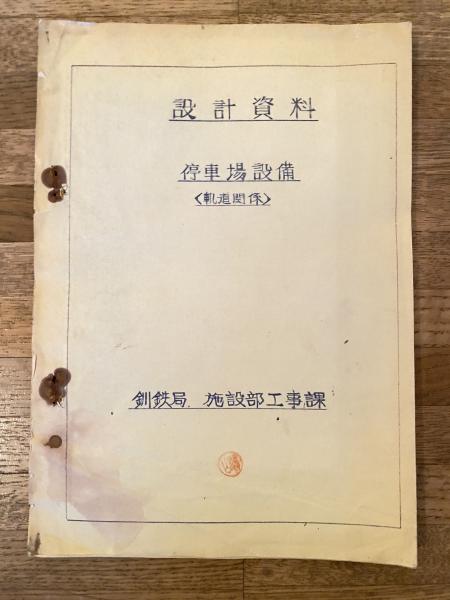 設計資料
停車場設備
〈軌道関係〉
釧鉄局 施設部工事課